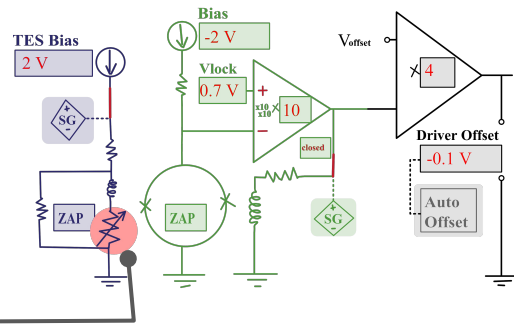 Bias
-2 V
TES Bias
2 V
Vlock
0.7 V
Voffset
+
x10
x10
10
−
4
+
SG
−
closed
Driver Offset
-0.1 V
ZAP
ZAP
+
SG
−
Auto
Offset